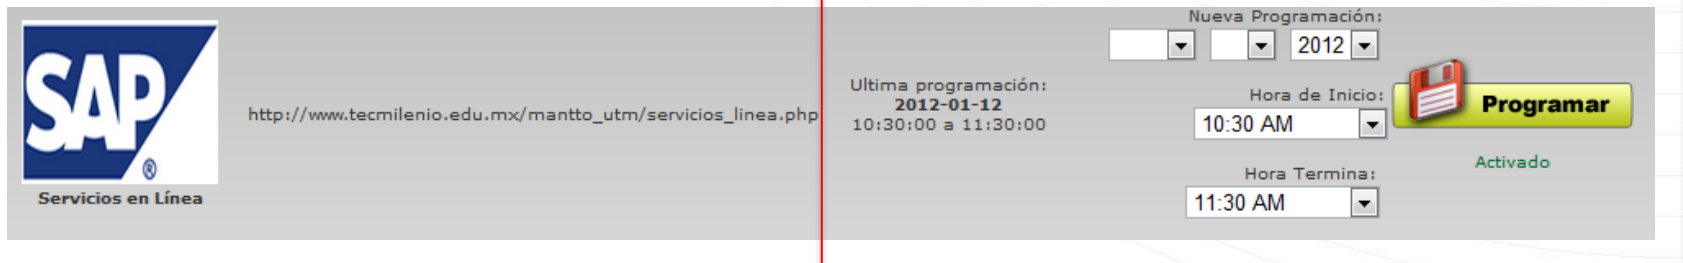 SAP
®
Servicios en Línea
http://www.tecmilenio.edu.mx/mantto_utm/servicios_linea.php
Ultima programación:
2012-01-12
10:30:00 a 11:30:00
Nueva Programación:
2012
Hora de Inicio:
10:30 AM
Hora Termina:
11:30 AM
Programar
Activado